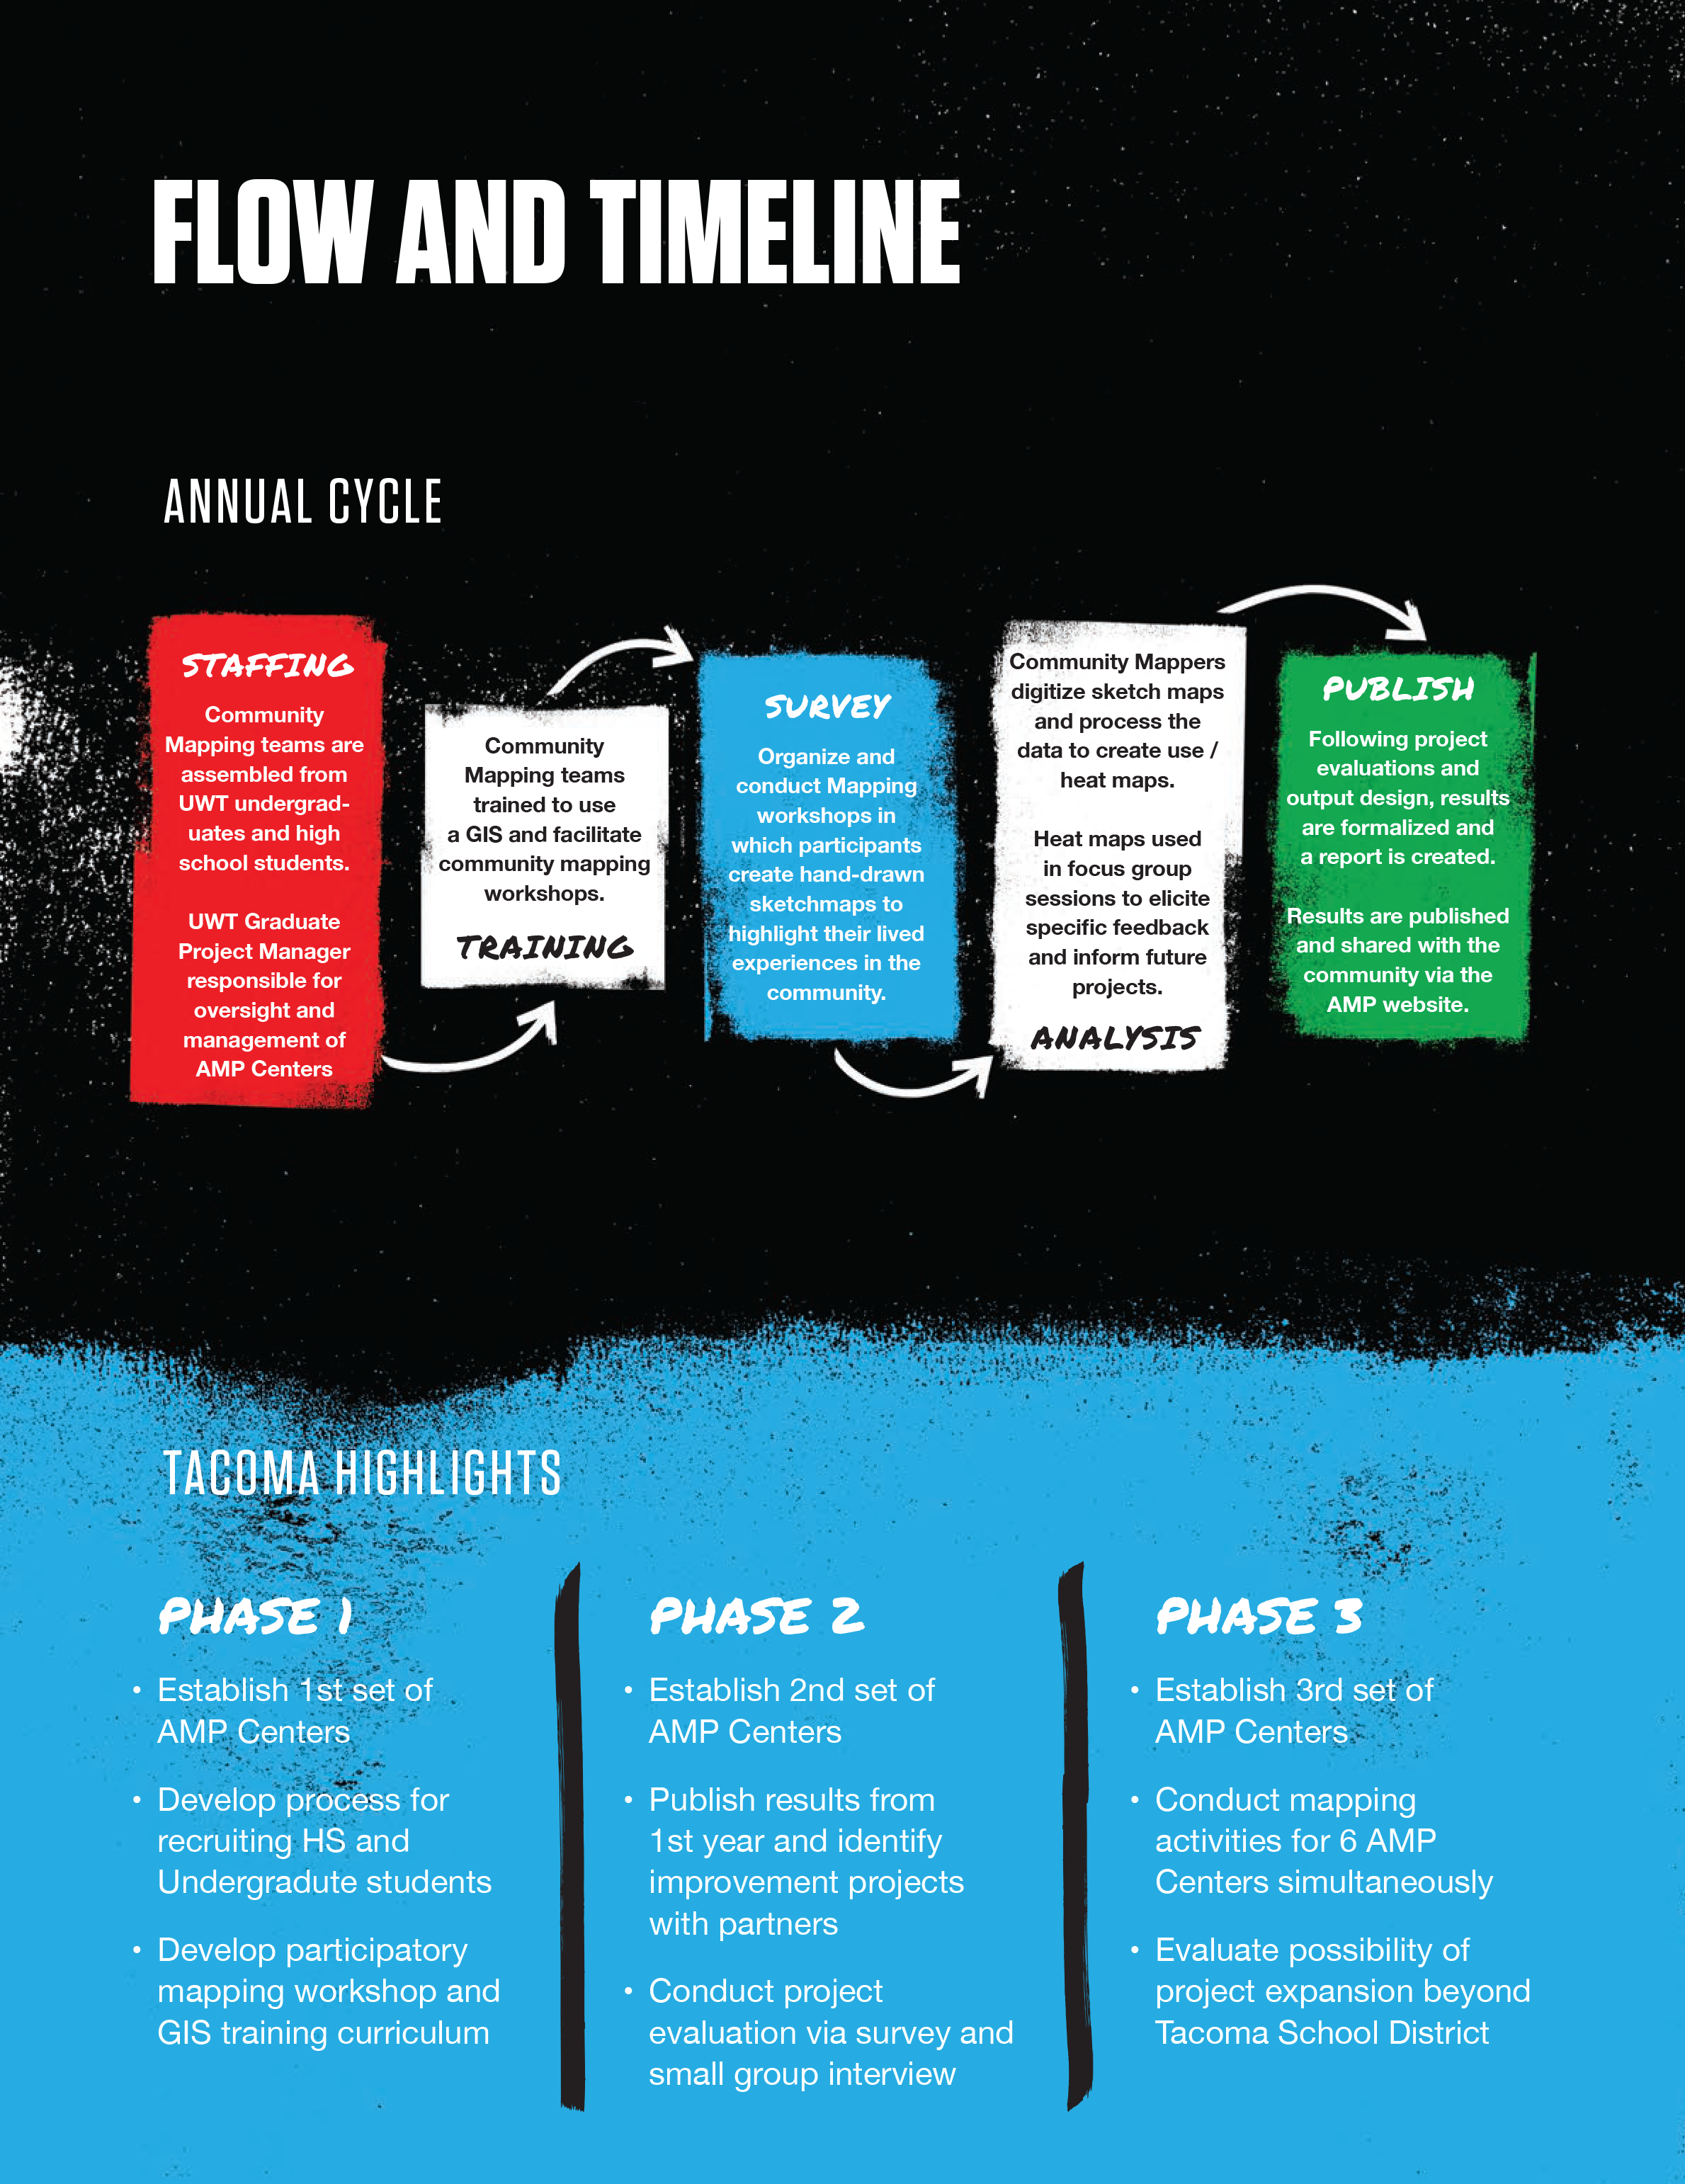 FLOW AND TIMELINE
ANNUAL CYCLE
STAFFING
Community
Mapping teams are
assembled from
UWT undergrad-
uates and high
school students.
UWT Graduate
Project Manager
responsible for
oversight and
management of
AMP Centers
Community
Mapping teams
trained to use
a GIS and facilitate
community mapping
workshops.
TRAINING
SURVEY
Organize and
conduct Mapping
workshops in
which participants
create hand-drawn
sketchmaps to
highlight their lived
experiences in the
community.
Community Mappers
digitize sketch maps
and process the
data to create use /
heat maps.
Heat maps used
in focus group
sessions to elicite
specific feedback
and inform future
projects.
ANALYSIS
PUBLISH
Following project
evaluations and
output design, results
are formalized and
a report is created.
Results are published
and shared with the
community via the
AMP website.
TACOMA HIGHLIGHTS
PHASE 1
• Establish 1st set of
AMP Centers
• Develop process for
recruiting HS and
Undergradute students
• Develop participatory
mapping workshop and
GIS training curriculum
PHASE 2
• Establish 2nd set of
AMP Centers
• Publish results from
1st year and identify
improvement projects
with partners
• Conduct project
evaluation via survey and
small group interview
PHASE 3
• Establish 3rd set of
AMP Centers
• Conduct mapping
activities for 6 AMP
Centers simultaneously
• Evaluate possibility of
project expansion beyond
Tacoma School District